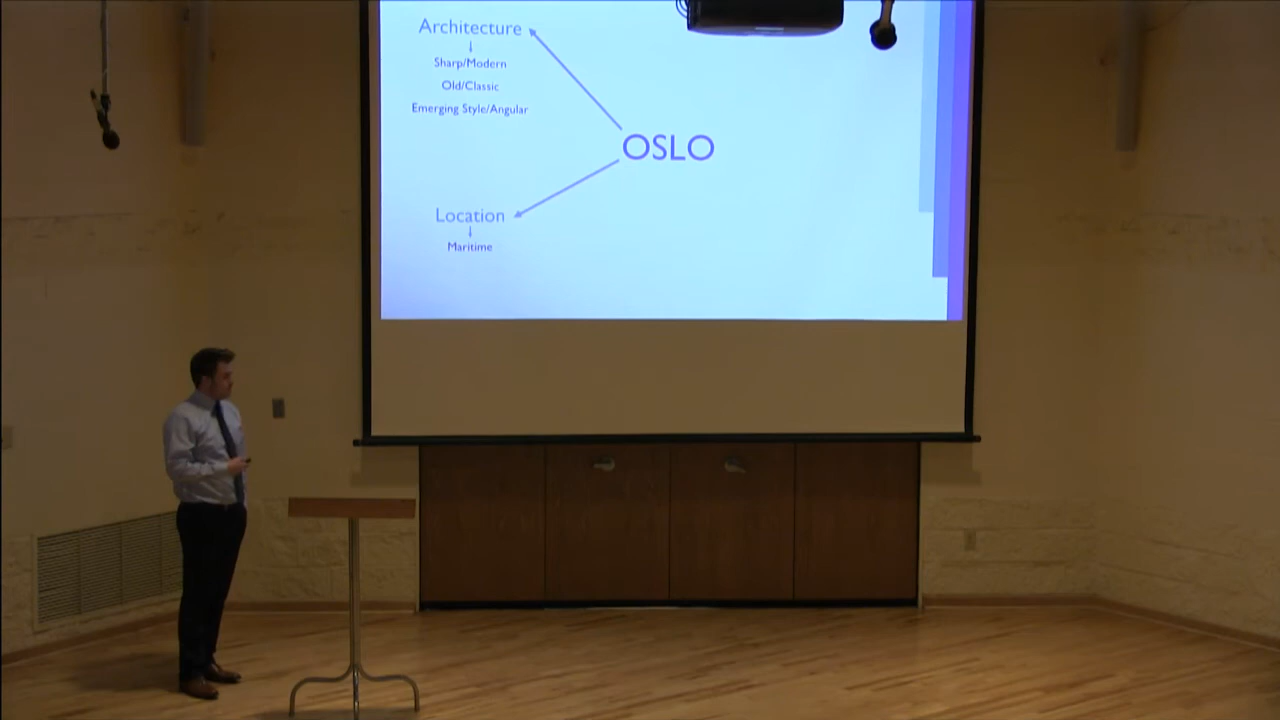 Architecture
Sharp/Modern
Old/Classic
Emerging Style/Angular
OSLO
Location
Maritime